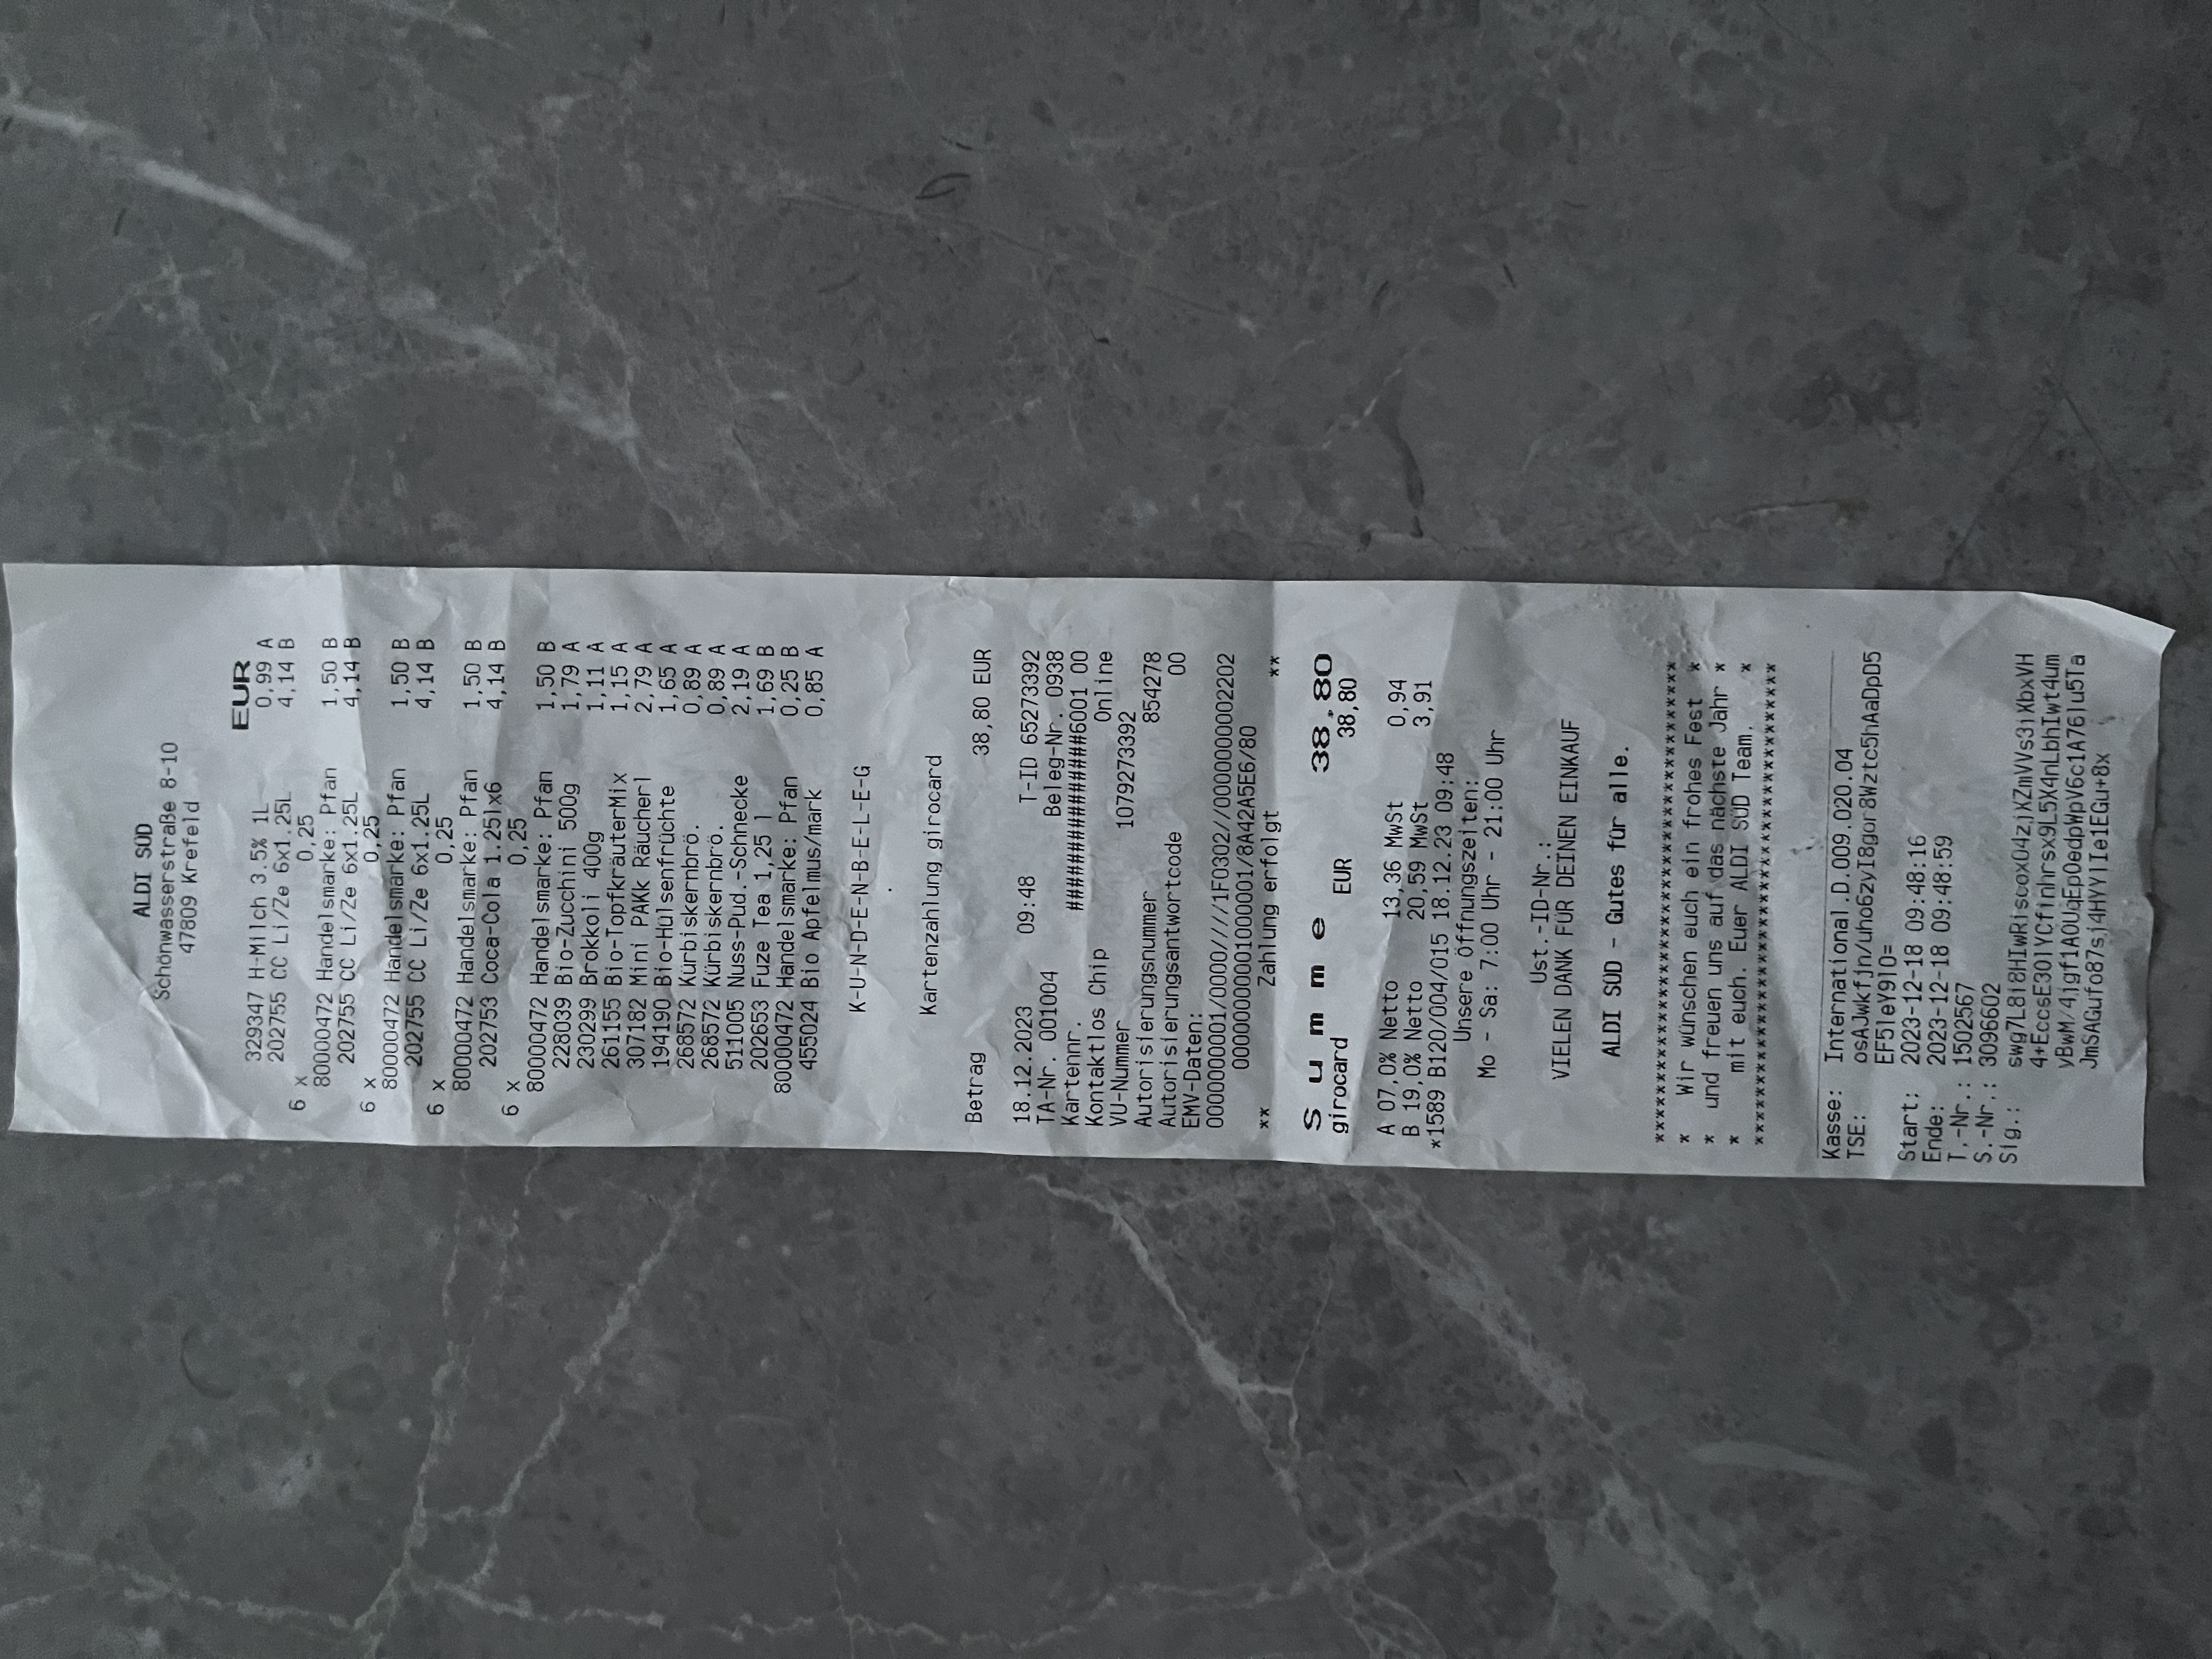 ALDI SÜD
Schönwasserstraße 8-10
47809 Krefeld
EUR
329347 H-Milch 3.5% 1L 0,99 A
202755 CC Li/Ze 6x1.25L 4,14 B
6 x 0,25
80000472 Handelsmarke: Pfan 1,50 B
202755 CC Li/Ze 6x1.25L 4,14 B
6 x 0,25
80000472 Handelsmarke: Pfan 1,50 B
202755 CC Li/Ze 6x1.25L 4,14 B
6 x 0,25
80000472 Handelsmarke: Pfan 1,50 B
202753 Coca-Cola 1.25lx6 4,14 B
6 x 0,25
80000472 Handelsmarke: Pfan 1,50 B
228039 Bio-Zucchini 500g 1,79 A
230299 Brokkoli 400g 1,11 A
261155 Bio-TopfkräuterMix 1,15 A
307182 Mini PAKk Räucherl 2,79 A
194190 Bio-Hülsenfrüchte 1,65 A
268572 Kürbiskernbrö. 0,89 A
268572 Kürbiskernbrö. 0,89 A
511005 Nuss-Pud.-Schnecke 2,19 A
202653 Fuze Tea 1,25 l 1,69 B
80000472 Handelsmarke: Pfan 0,25 B
455024 Bio Apfelmus/mark 0,85 A
K-U-N-D-E-N-B-E-L-E-G
.
Kartenzahlung girocard
Betrag 38,80 EUR
18.12.2023 09:48 T-ID 65273392
TA-Nr. 001004 Beleg-Nr. 0938
Kartennr. ###############6001 00
Kontaktlos Chip Online
VU-Nummer 1079273392
Autorisierungsnummer 854278
Autorisierungsantwortcode 00
EMV-Daten:
0000000001/0000////1F0302//0000000002202
00000000001000001/8A42A5E6/80
** Zahlung erfolgt **
Summe 38,80
girocard EUR 38,80
A 07,0% Netto 13,36 MwSt 0,94
B 19,0% Netto 20,59 MwSt 3,91
*1589 B120/004/015 18.12.23 09:48
Unsere Öffnungszeiten:
Mo - Sa: 7:00 Uhr - 21:00 Uhr
Ust.-ID-Nr.:
VIELEN DANK FÜR DEINEN EINKAUF
ALDI SÜD - Gutes für alle.
*****************************************
* Wir wünschen euch ein frohes Fest *
* und freuen uns auf das nächste Jahr *
* mit euch. Euer ALDI SÜD Team. *
*****************************************
Kasse: International.D.009.020.04
TSE: osAJwkfjn/uho6zyI8gor8Wztc5hAaDpD5
EF5leY9l0=
Start: 2023-12-18 09:48:16
Ende: 2023-12-18 09:48:59
T.-Nr.: 1502567
S.-Nr.: 3096602
Sig.: swg7L8i8HIwRiscoxO4zjXZmVVs3iXbxVH
4+EccsE30lYCfinhrsx9L5X4nLbhIwt4um
yBwM/4jgf1A0UqEp0edpWpV6c1A76lu5Ta
JmSAGufo87sj4HYYlIe1EGu+8x